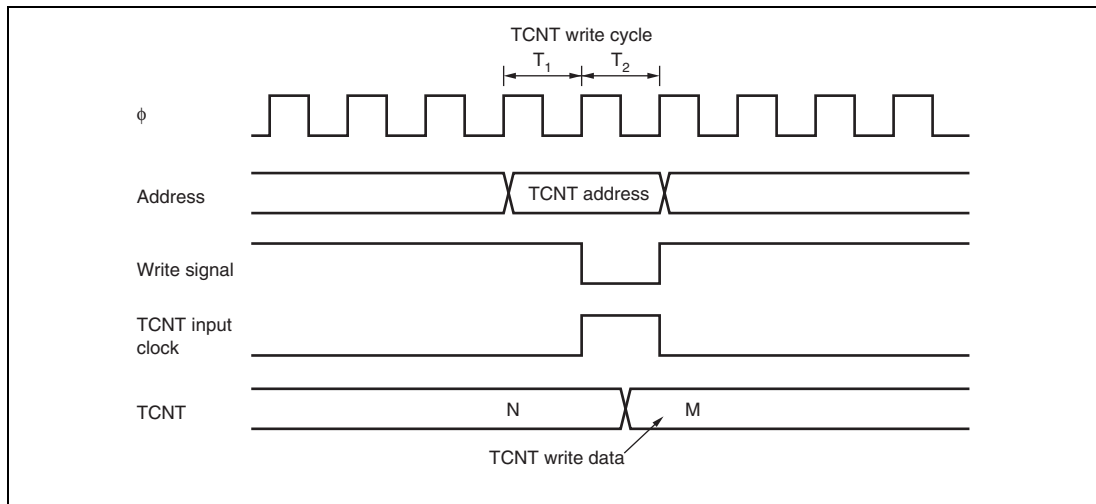 TCNT write cycle
T1 T2
ϕ
Address
TCNT address
Write signal
TCNT input
clock
TCNT
N
M
TCNT write data